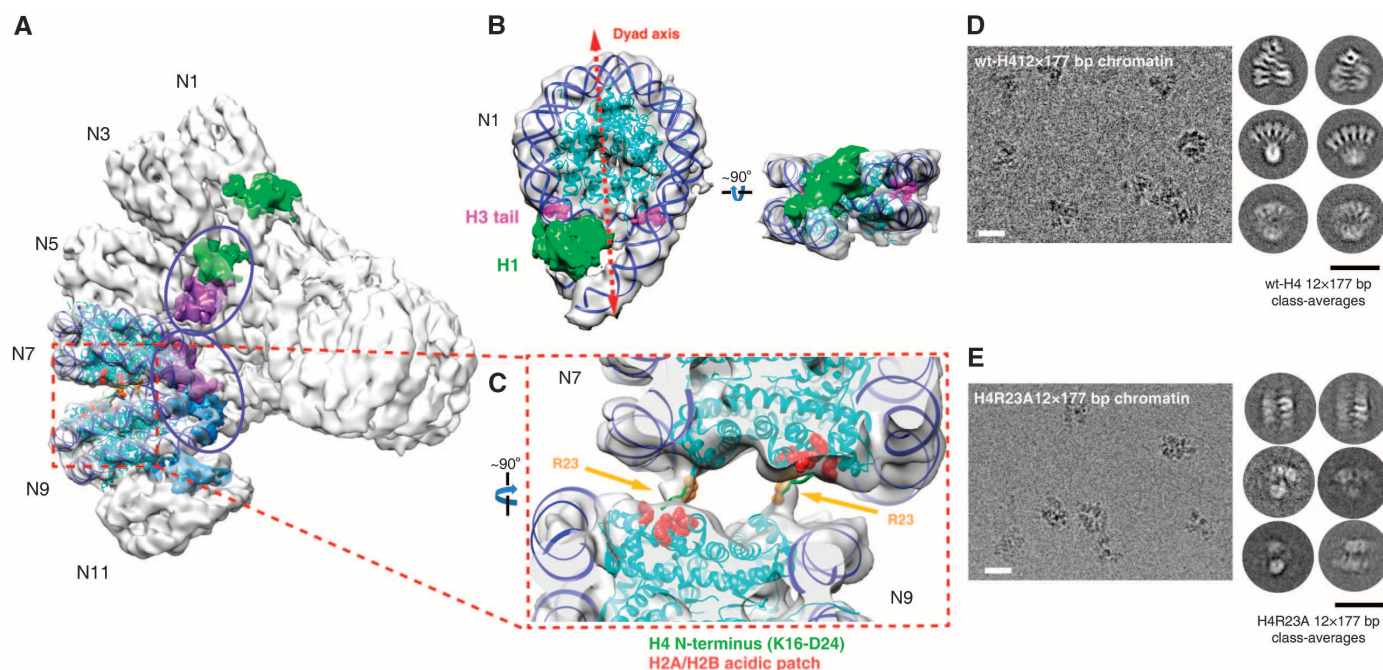 A
N1
N3
N5
N7
N9
N11
B
Dyad axis
N1
H3 tail
H1
~90°
C
N7
~90°
R23
R23
N9
H4 N-terminus (K16-D24)
H2A/H2B acidic patch
D
wt-H412×177 bp chromatin
wt-H4 12×177 bp
class-averages
E
H4R23A12×177 bp chromatin
H4R23A 12×177 bp
class-averages